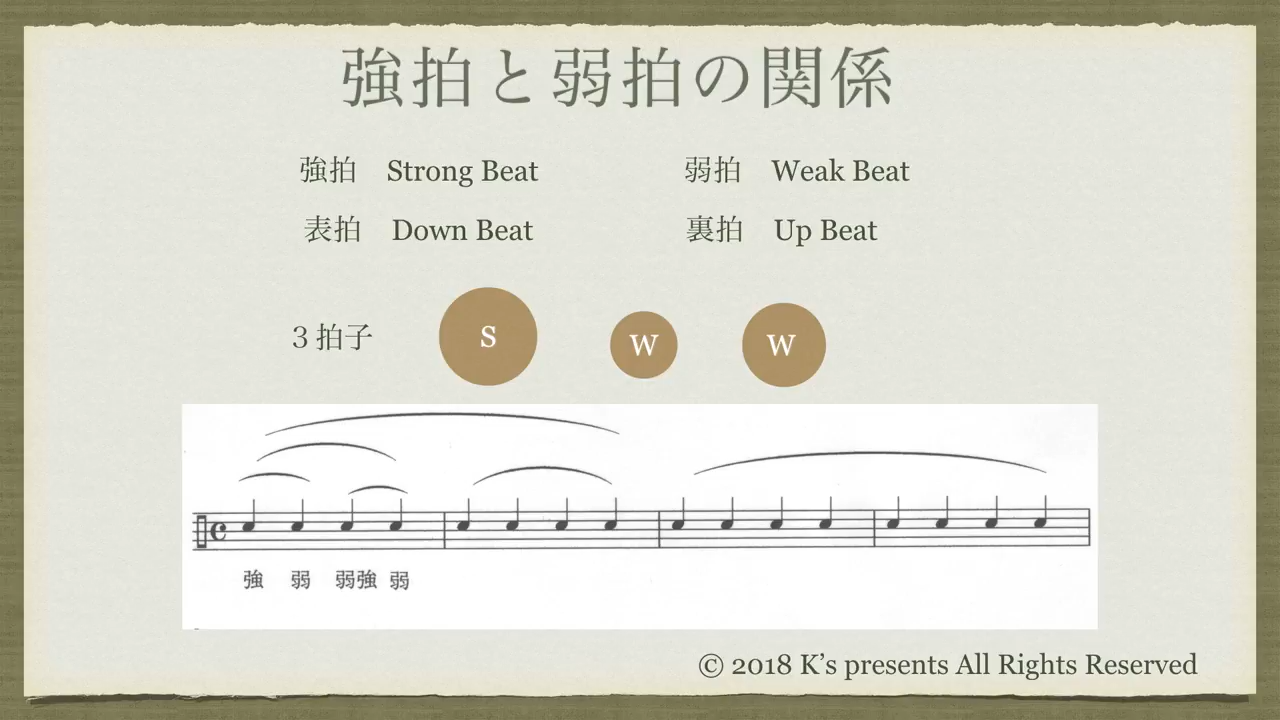 強拍と弱拍の関係
強拍　Strong Beat
弱拍　Weak Beat
表拍　Down Beat
裏拍　Up Beat
３拍子
S
W
W
強 弱 弱強 弱
© 2018 K’s presents All Rights Reserved